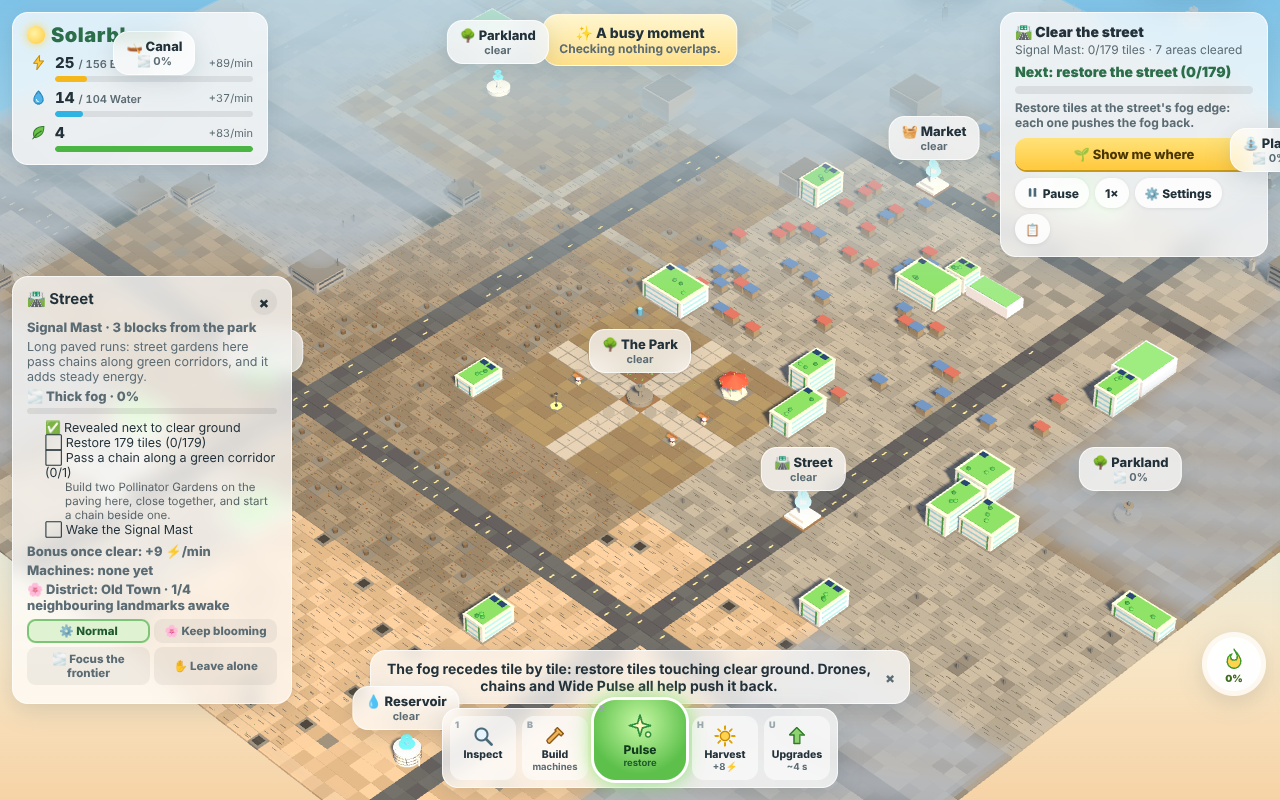 Canal
0%
25 / 156
+89/min
14 / 104 Water
+37/min
4
+83/min
Parkland
clear
✨ A busy moment
Checking nothing overlaps.
Clear the street
Signal Mast: 0/179 tiles · 7 areas cleared
Next: restore the street (0/179)
Restore tiles at the street's fog edge:
each one pushes the fog back.
Show me where
Pause
1×
Settings
Market
clear
The Park
clear
Street
clear
Parkland
0%
Street
×
Signal Mast · 3 blocks from the park
Long paved runs: street gardens here
pass chains along green corridors, and it
adds steady energy.
Thick fog · 0%
✅ Revealed next to clear ground
Restore 179 tiles (0/179)
Pass a chain along a green corridor
(0/1)
Build two Pollinator Gardens on the
paving here, close together, and start
a chain beside one.
Wake the Signal Mast
Bonus once clear: +9 ⚡/min
Machines: none yet
🌸 District: Old Town · 1/4
neighbouring landmarks awake
Normal
Keep blooming
Focus the
frontier
Leave alone
0%
The fog recedes tile by tile: restore tiles touching clear ground. Drones,
chains and Wide Pulse all help push it back.
×
Reservoir
clear
1
Inspect
B
Build
machines
Pulse
restore
H
Harvest
+8⚡
U
Upgrades
~4 s